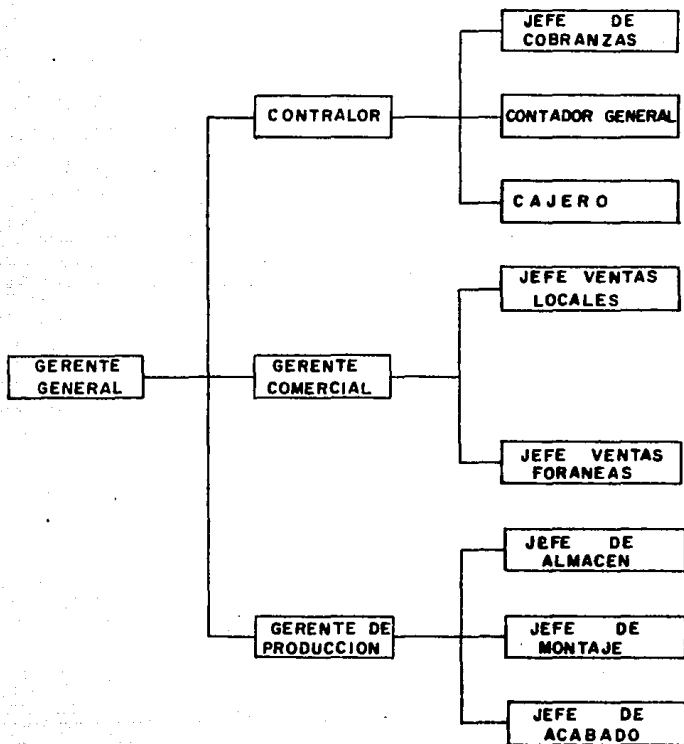 JEFE DE
COBRANZAS
CONTRALOR
CONTADOR GENERAL
CAJERO
JEFE VENTAS
LOCALES
GERENTE
GENERAL
GERENTE
COMERCIAL
JEFE VENTAS
FORANEAS
JEFE DE
ALMACEN
GERENTE DE
PRODUCCION
JEFE DE
MONTAJE
JEFE DE
ACABADO